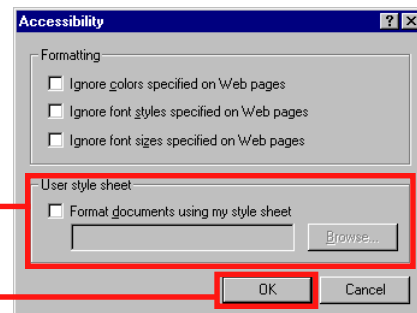 Accessibility
Formatting
Ignore colors specified on Web pages
Ignore font styles specified on Web pages
Ignore font sizes specified on Web pages
User style sheet
Format documents using my style sheet
Browse...
OK
Cancel